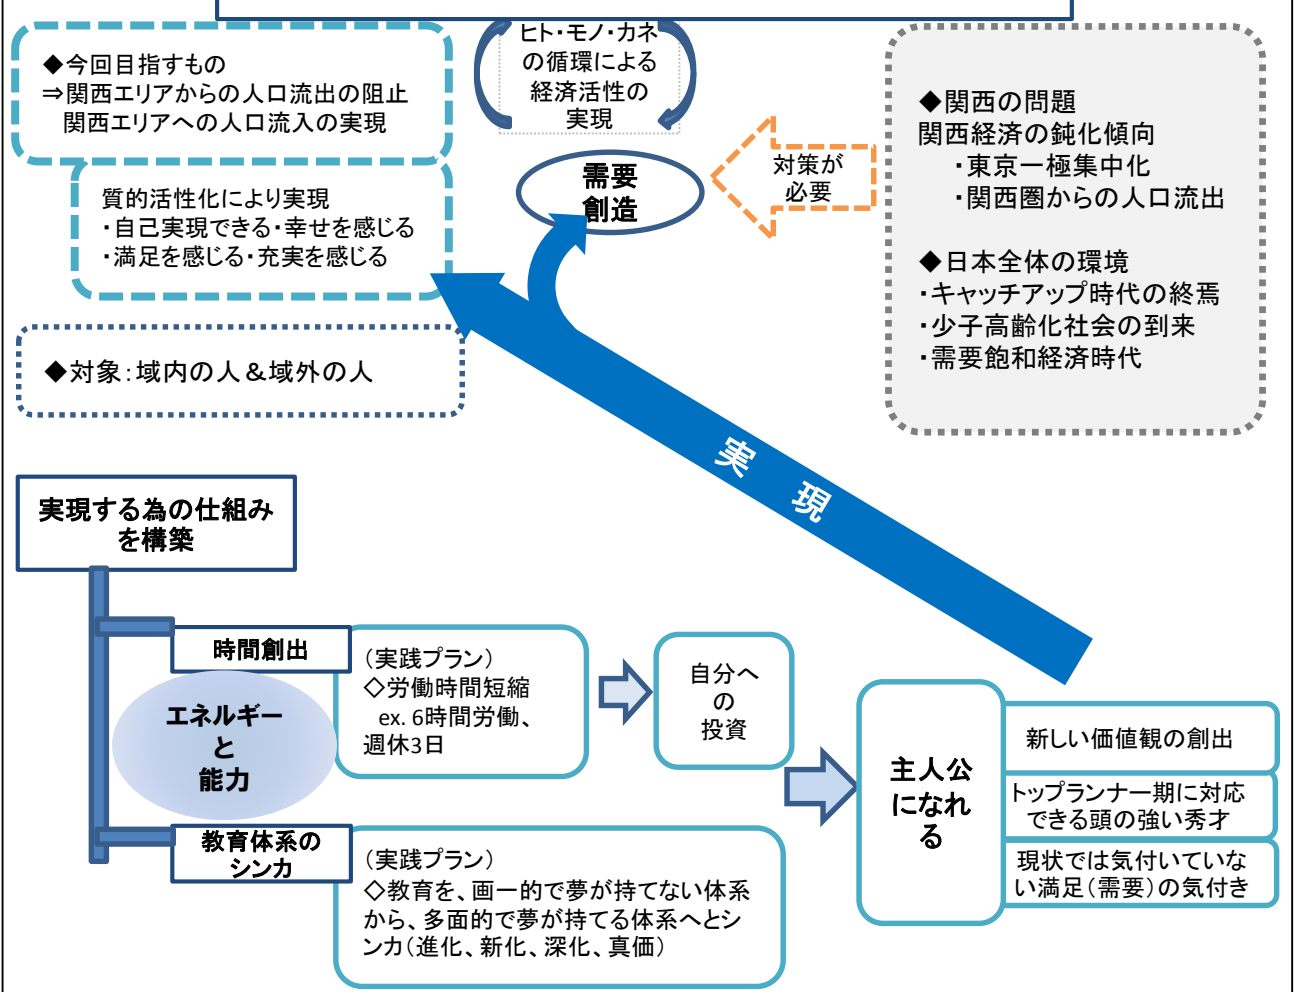 ◆今回目指すもの
⇒関西エリアからの人口流出の阻止
関西エリアへの人口流入の実現
質的活性化により実現
・自己実現できる・幸せを感じる
・満足を感じる・充実を感じる
◆対象：域内の人＆域外の人
ヒト・モノ・カネ
の循環による
経済活性の
実現
需要
創造
対策が
必要
◆関西の問題
関西経済の鈍化傾向
・東京一極集中化
・関西圏からの人口流出
◆日本全体の環境
・キャッチアップ時代の終焉
・少子高齢化社会の到来
・需要飽和経済時代
実現
実現する為の仕組み
を構築
時間創出
（実践プラン）
◇労働時間短縮
ex. 6時間労働、
週休3日
エネルギー
と
能力
教育体系の
シンカ
（実践プラン）
◇教育を、画一的で夢が持てない体系
から、多面的で夢が持てる体系へとシ
ンカ（進化、新化、深化、真価）
自分へ
の
投資
主人公
になれ
る
新しい価値観の創出
トップランナー期に対応
できる頭の強い秀才
現状では気付いていな
い満足（需要）の気付き